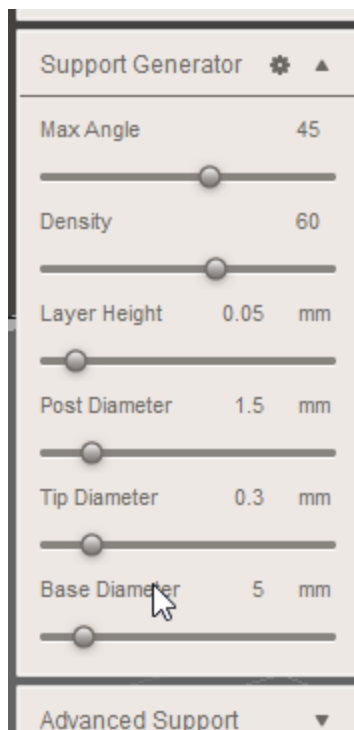 Support Generator
Max Angle 45
Density 60
Layer Height 0.05 mm
Post Diameter 1.5 mm
Tip Diameter 0.3 mm
Base Diameter 5 mm
Advanced Support